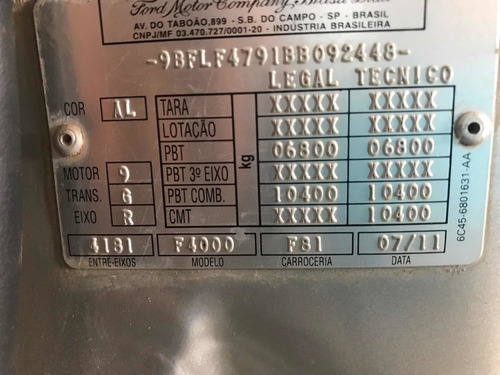 Ford Motor Company Brasil Ltda.
AV. DO TABOÃO,899 - S.B. DO CAMPO - SP - BRASIL
CNPJ/MF 03.470.727/0001-20 - INDÚSTRIA BRASILEIRA
-9BFLF4791BB092448-
LEGAL TECNICO
COR AL TARA XXXXX XXXXX
LOTAÇÃO XXXXX XXXXX
PBT 06800 06800
kg
MOTOR 9 PBT 3º EIXO XXXXX XXXXX
TRANS. G PBT COMB. 10400 10400
EIXO R CMT XXXXX 10400
4181 F4000 F81 07/11
ENTRE-EIXOS MODELO CARROCERIA DATA
6C45-6801631-AA